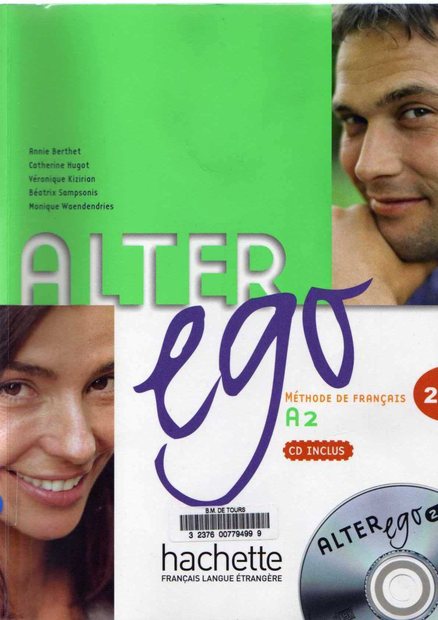 Annie Berthet
Catherine Hugot
Véronique Kizirian
Béatrix Sampsonis
Monique Waendendries
ALTER
ego
MÉTHODE DE FRANÇAIS
2
A2
CD INCLUS
B.M. DE TOURS
3 2376 00779499 9
hachette
FRANÇAIS LANGUE ÉTRANGÈRE
ALTER ego 2